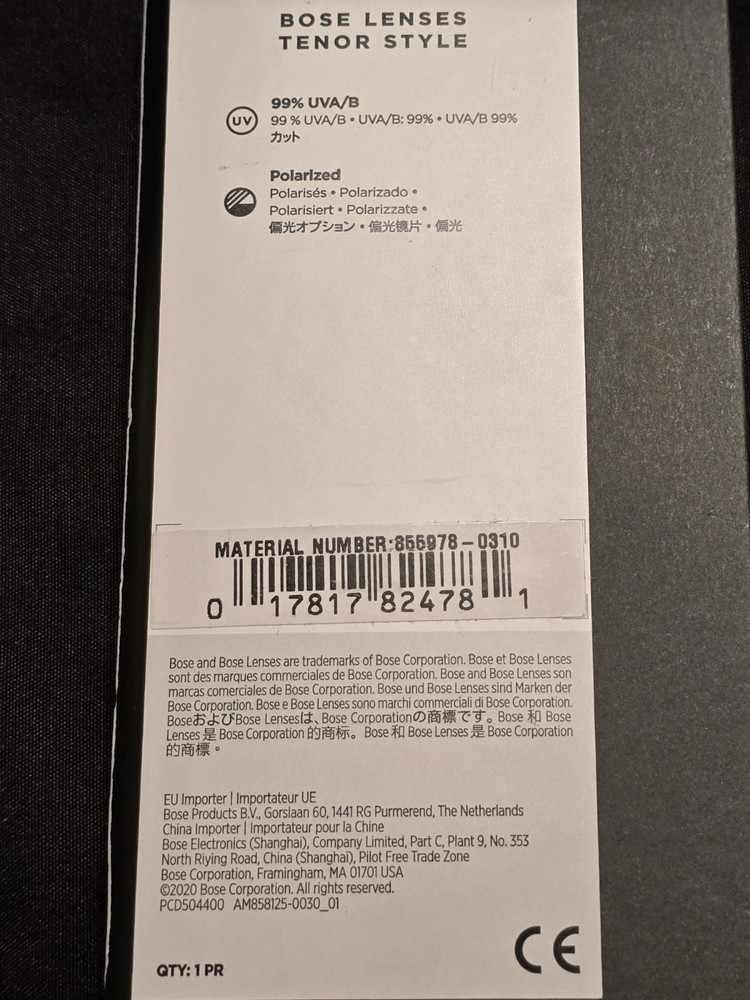 BOSE LENSES
TENOR STYLE
99% UVA/B
UV
99 % UVA/B • UVA/B: 99% • UVA/B 99%
カット
Polarized
Polarisés • Polarizado •
Polarisiert • Polarizzate •
偏光オプション • 偏光镜片 • 偏光
MATERIAL NUMBER:855978-0310
0 17817 82478 1
Bose and Bose Lenses are trademarks of Bose Corporation. Bose et Bose Lenses
sont des marques commerciales de Bose Corporation. Bose and Bose Lenses son
marcas comerciales de Bose Corporation. Bose und Bose Lenses sind Marken der
Bose Corporation. Bose e Bose Lenses sono marchi commerciali di Bose Corporation.
BoseおよびBose Lensesは、Bose Corporationの商標です。Bose 和 Bose
Lenses 是 Bose Corporation 的商标。Bose 和 Bose Lenses 是 Bose Corporation
的商標。
EU Importer | Importateur UE
Bose Products B.V., Gorslaan 60, 1441 RG Purmerend, The Netherlands
China Importer | Importateur pour la Chine
Bose Electronics (Shanghai), Company Limited, Part C, Plant 9, No. 353
North Riying Road, China (Shanghai), Pilot Free Trade Zone
Bose Corporation, Framingham, MA 01701 USA
©2020 Bose Corporation. All rights reserved.
PCD504400 AM858125-0030_01
QTY: 1 PR
CE